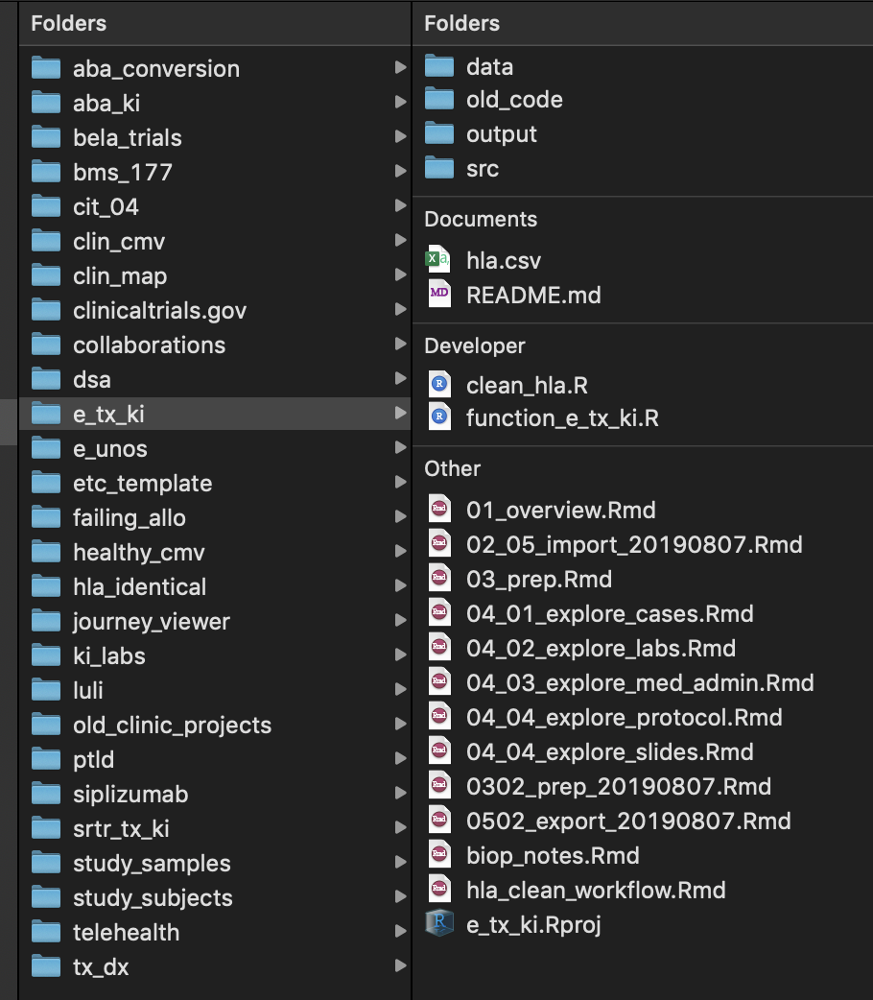 Folders
aba_conversion
aba_ki
bela_trials
bms_177
cit_04
clin_cmv
clin_map
clinicaltrials.gov
collaborations
dsa
e_tx_ki
e_unos
etc_template
failing_allo
healthy_cmv
hla_identical
journey_viewer
ki_labs
luli
old_clinic_projects
ptld
siplizumab
srtr_tx_ki
study_samples
study_subjects
telehealth
tx_dx
Folders
data
old_code
output
src
Documents
hla.csv
README.md
Developer
clean_hla.R
function_e_tx_ki.R
Other
01_overview.Rmd
02_05_import_20190807.Rmd
03_prep.Rmd
04_01_explore_cases.Rmd
04_02_explore_labs.Rmd
04_03_explore_med_admin.Rmd
04_04_explore_protocol.Rmd
04_04_explore_slides.Rmd
0302_prep_20190807.Rmd
0502_export_20190807.Rmd
biop_notes.Rmd
hla_clean_workflow.Rmd
e_tx_ki.Rproj